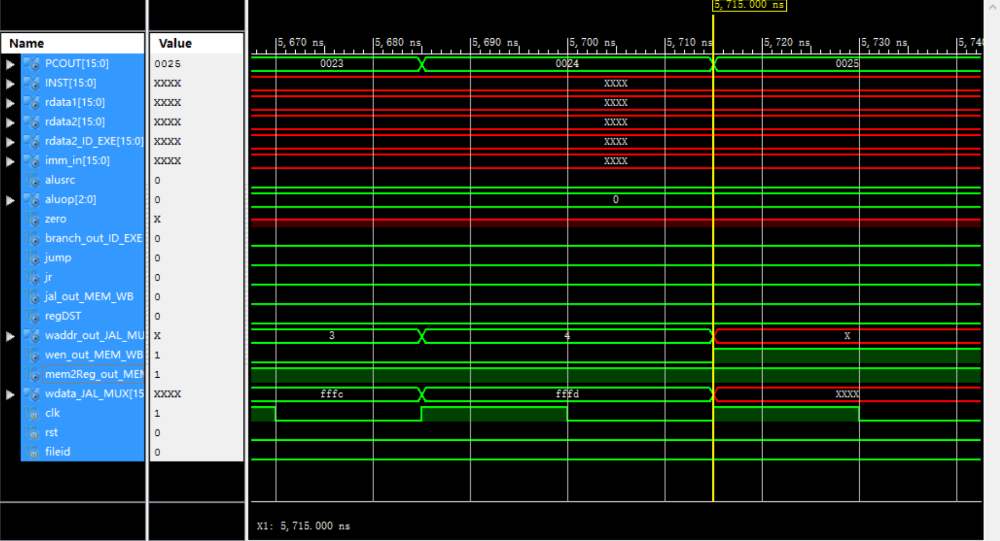 5,715.000 ns
Name Value 5,670 ns 5,680 ns 5,690 ns 5,700 ns 5,710 ns 5,720 ns 5,730 ns 5,740
PCOUT[15:0] 0025 0023 0024 0025
INST[15:0] XXXX XXXX
rdata1[15:0] XXXX XXXX
rdata2[15:0] XXXX XXXX
rdata2_ID_EXE[15:0] XXXX XXXX
imm_in[15:0] XXXX XXXX
alusrc 0
aluop[2:0] 0 0
zero X
branch_out_ID_EXE 0
jump 0
jr 0
jal_out_MEM_WB 0
regDST 0
waddr_out_JAL_MU X 3 4 X
wen_out_MEM_WB 1
mem2Reg_out_MEM 1
wdata_JAL_MUX[15 XXXX fffc fffd XXXX
clk 1
rst 0
fileid 0
X1: 5,715.000 ns